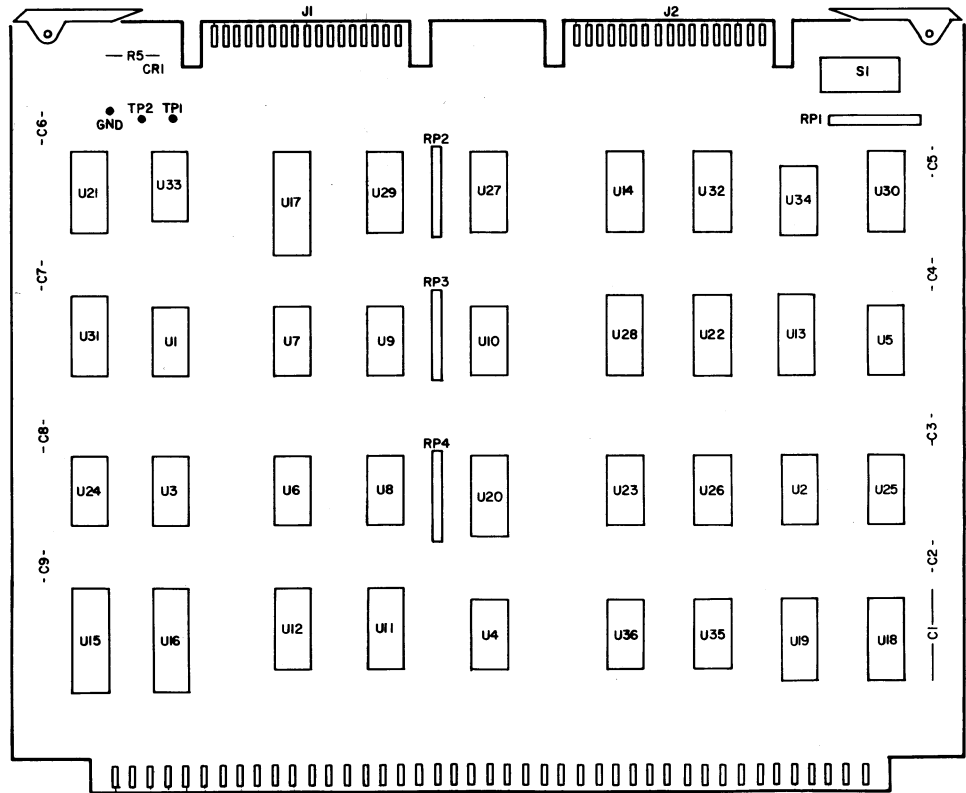 J1 J2
R5
CR1
S1
GND TP2 TP1
RP1
C6 RP2 C5
U21 U33 U17 U29 U27 U14 U32 U34 U30
C7 RP3 C4
U31 U1 U7 U9 U10 U28 U22 U13 U5
C8 RP4 C3
U24 U3 U6 U8 U20 U23 U26 U2 U25
C9 C2
U15 U16 U12 U11 U4 U36 U35 U19 U18 C1